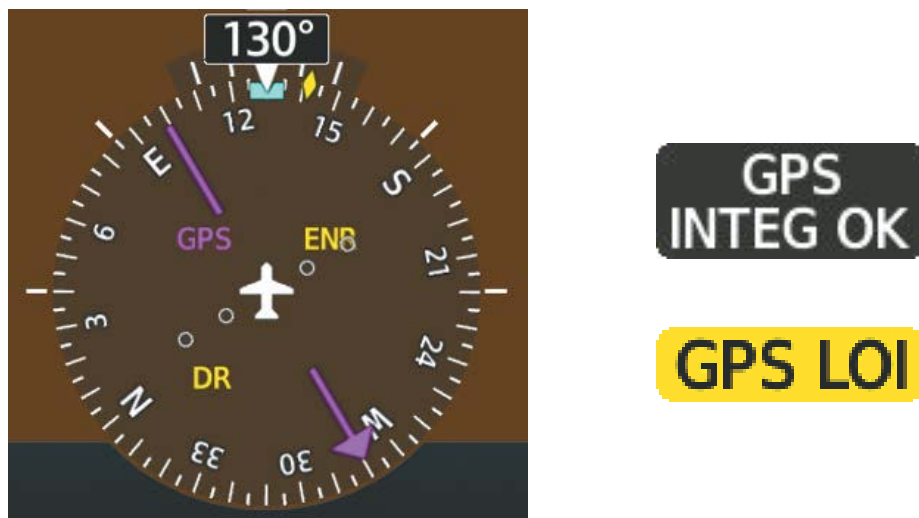 130°
12
15
E
S
6
GPS
ENR
21
3
24
DR
N
W
33
30
GPS
INTEG OK
GPS LOI